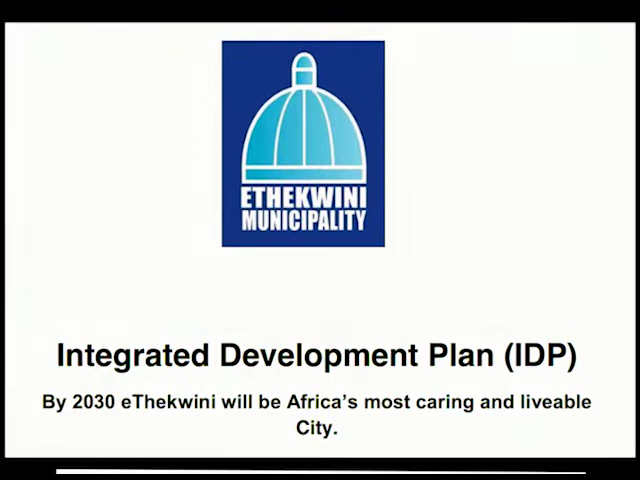 ETHEKWINI
MUNICIPALITY
Integrated Development Plan (IDP)
By 2030 eThekwini will be Africa's most caring and liveable
City.